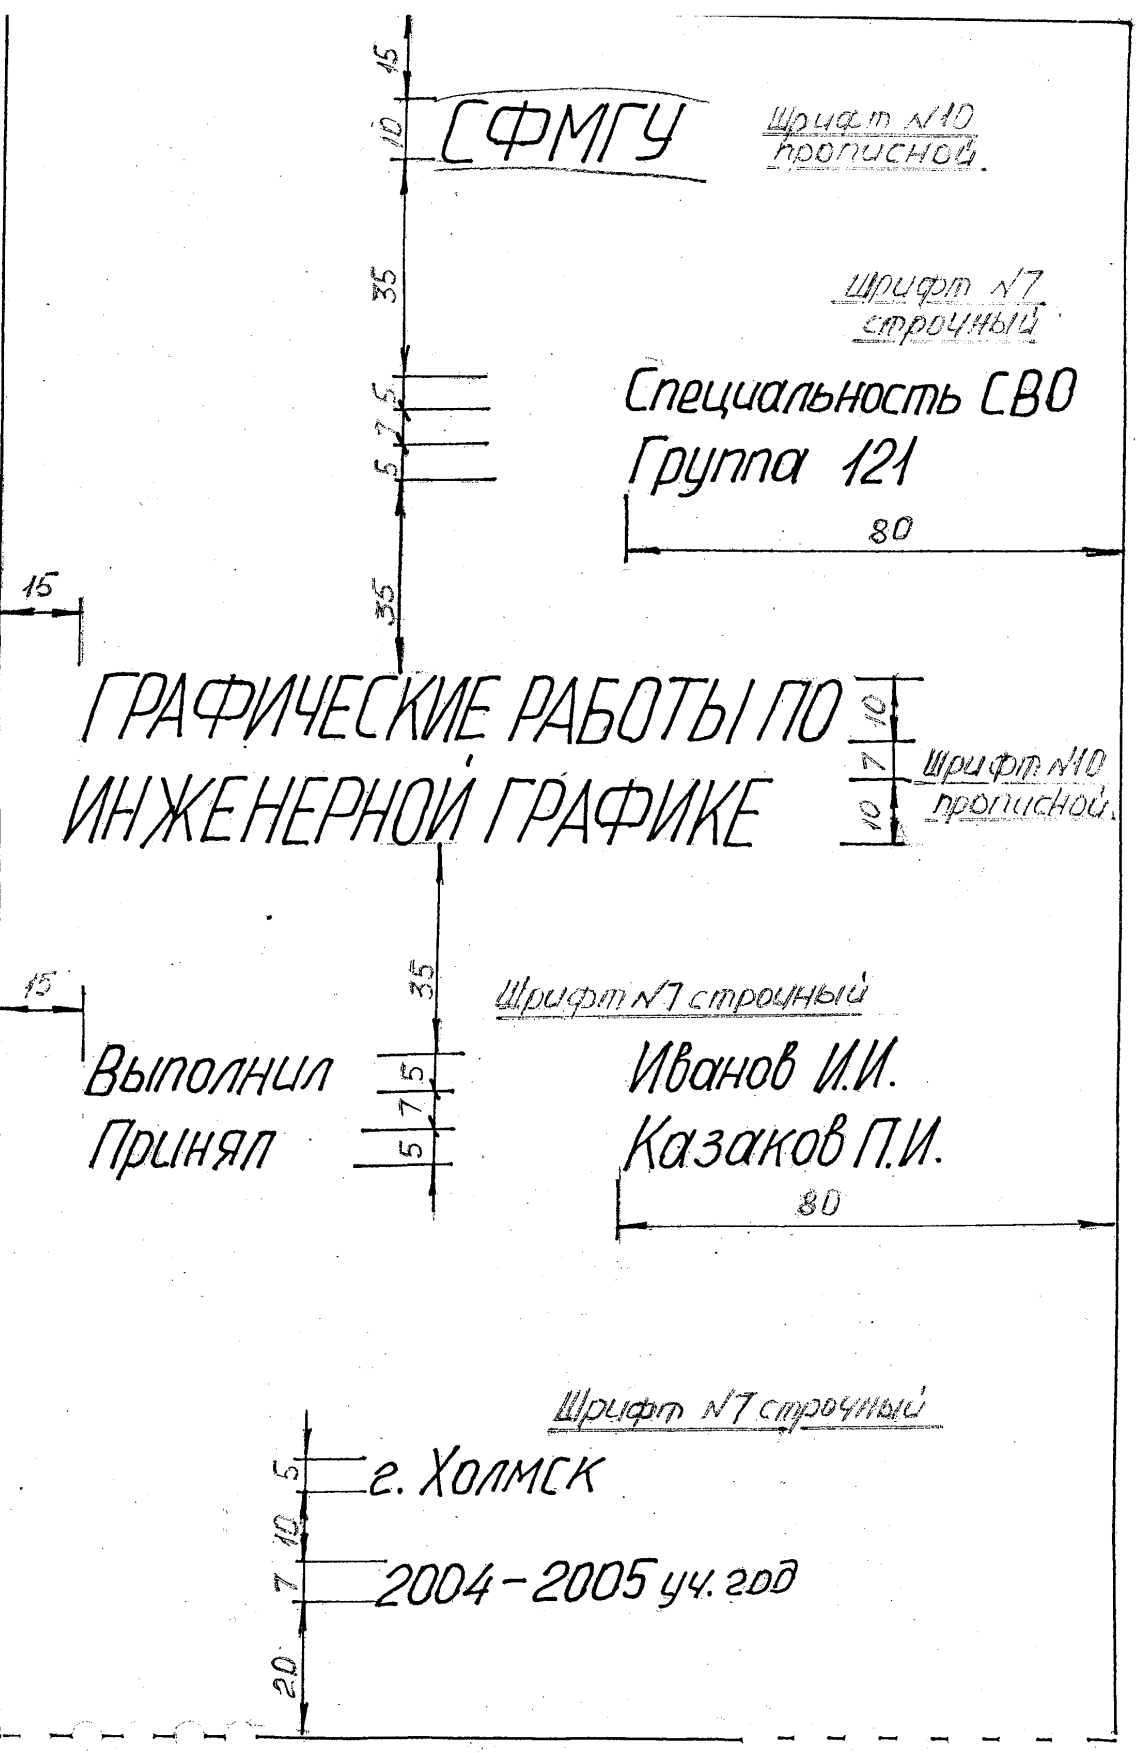 15
10
СФМГУ
Шрифт №10
прописной.
35
Шрифт №7
строчный
5
Специальность СВО
7
5
Группа 121
80
15
35
ГРАФИЧЕСКИЕ РАБОТЫ ПО
10
7
Шрифт №10
прописной.
ИНЖЕНЕРНОЙ ГРАФИКЕ
10
15
35
Шрифт №7 строчный
Выполнил
5
Иванов И.И.
7
Принял
5
Казаков П.И.
80
Шрифт №7 строчный
5
г. Холмск
10
7
2004-2005 уч. год
20